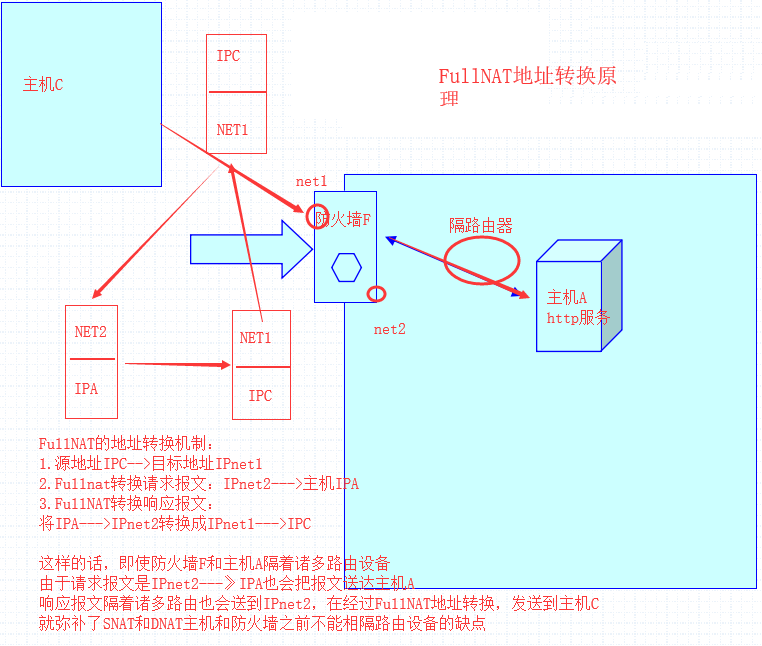 主机C
IPC
NET1
FullNAT地址转换原
理
net1
防火墙F
隔路由器
主机A
http服务
net2
NET2
IPA
NET1
IPC
FullNAT的地址转换机制：
1.源地址IPC-->目标地址IPnet1
2.Fullnat转换请求报文：IPnet2--->主机IPA
3.FullNAT转换响应报文：
将IPA--->IPnet2转换成IPnet1--->IPC
这样的话，即使防火墙F和主机A隔着诸多路由设备
由于请求报文是IPnet2---》IPA也会把报文送达主机A
响应报文隔着诸多路由也会送到IPnet2，在经过FullNAT地址转换，发送到主机C
就弥补了SNAT和DNAT主机和防火墙之前不能相隔路由设备的缺点